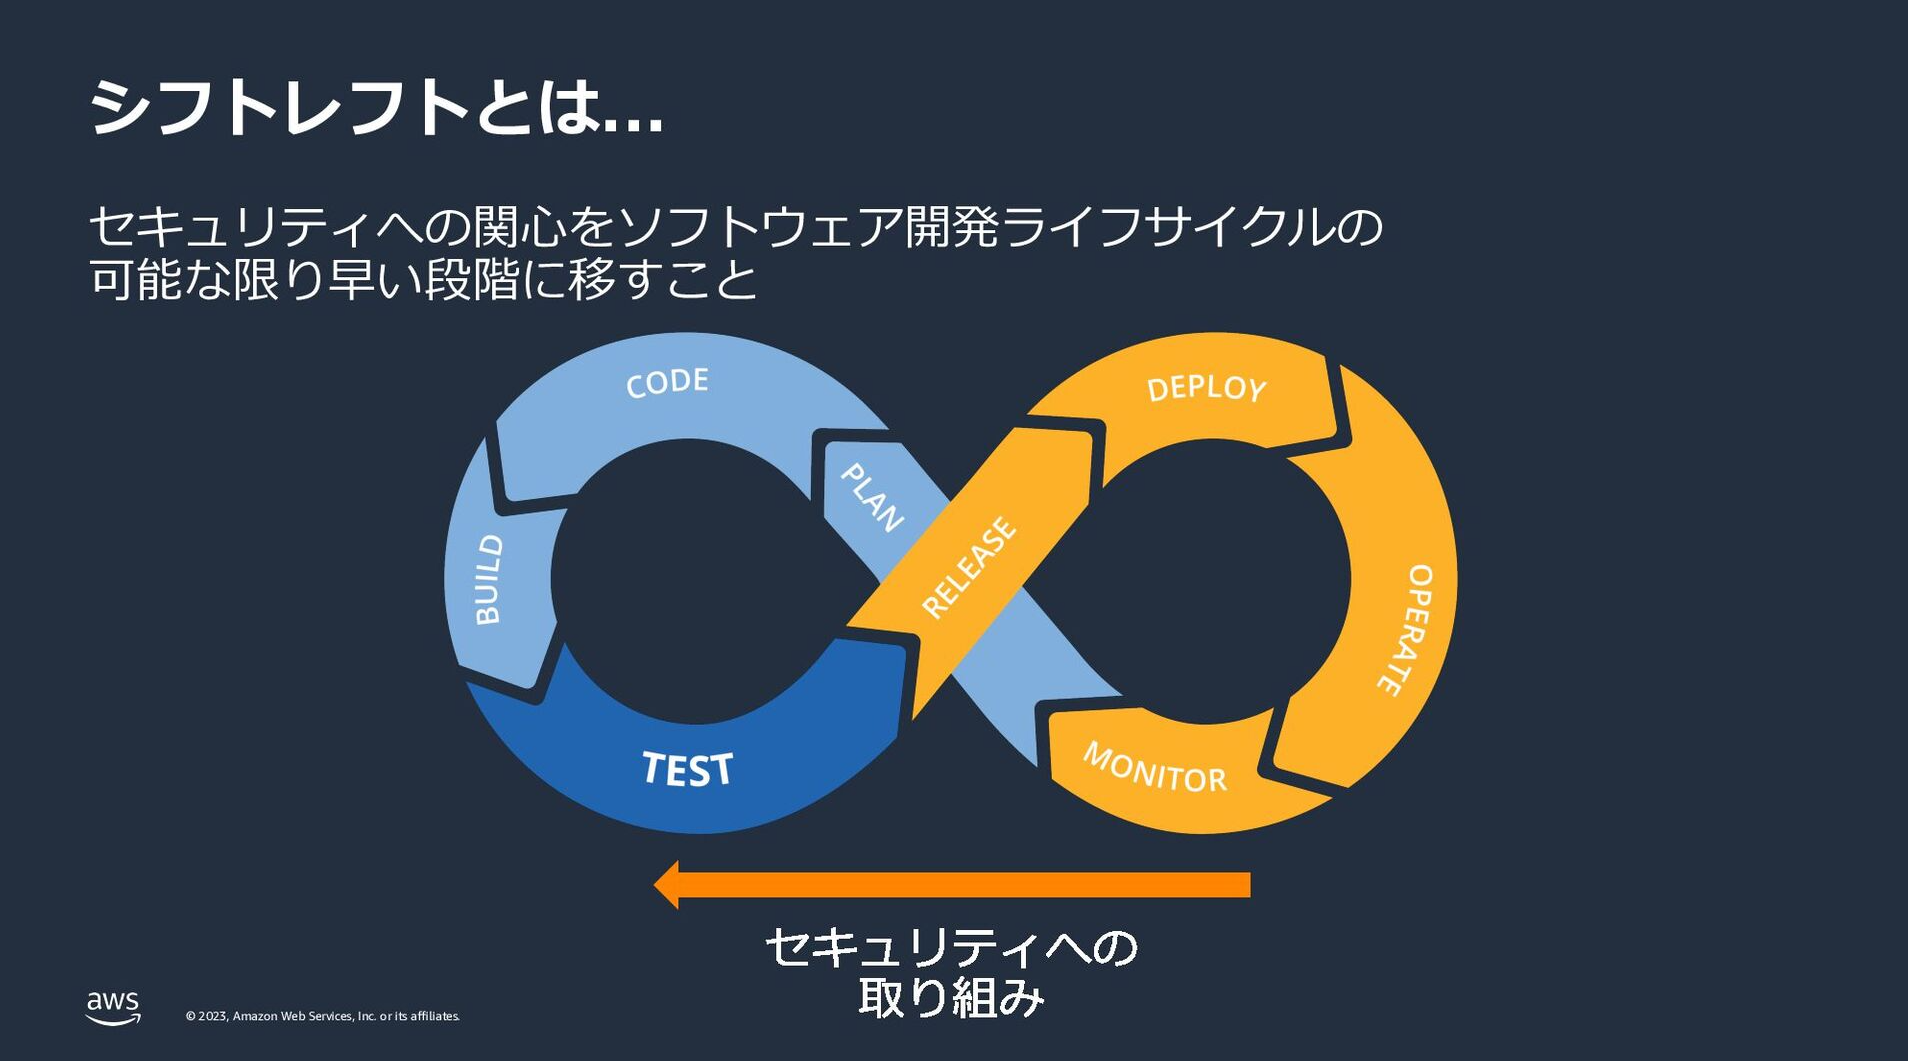 シフトレフトとは…
セキュリティへの関心をソフトウェア開発ライフサイクルの
可能な限り早い段階に移すこと
CODE
DEPLOY
PLAN
RELEASE
BUILD
OPERATE
TEST
MONITOR
セキュリティへの
取り組み
aws
© 2023, Amazon Web Services, Inc. or its affiliates.